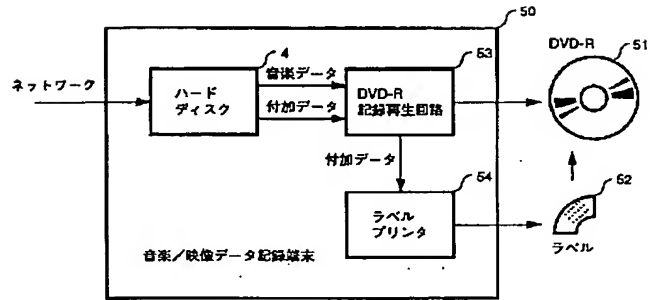 50
DVD-R
51
ネットワーク
4
ハード
ディスク
音楽データ
付加データ
53
DVD-R
記録再生回路
付加データ
54
ラベル
プリンタ
52
ラベル
音楽/映像データ記録端末